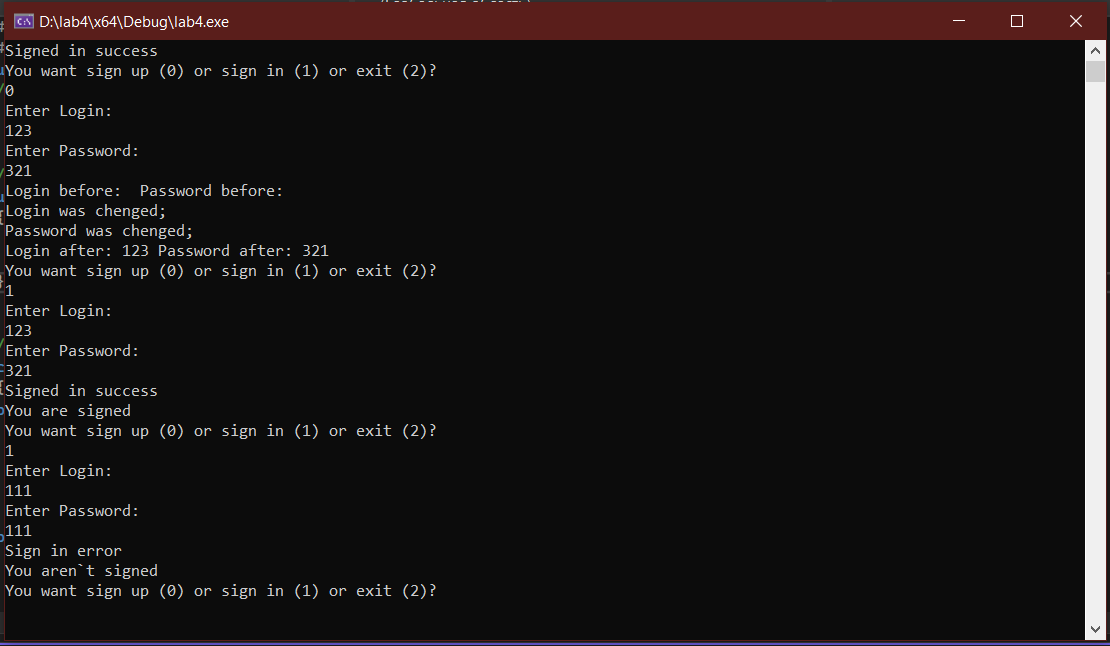 D:\lab4\x64\Debug\lab4.exe
Signed in success
You want sign up (0) or sign in (1) or exit (2)?
0
Enter Login:
123
Enter Password:
321
Login before:  Password before:
Login was chenged;
Password was chenged;
Login after: 123 Password after: 321
You want sign up (0) or sign in (1) or exit (2)?
1
Enter Login:
123
Enter Password:
321
Signed in success
You are signed
You want sign up (0) or sign in (1) or exit (2)?
1
Enter Login:
111
Enter Password:
111
Sign in error
You aren`t signed
You want sign up (0) or sign in (1) or exit (2)?